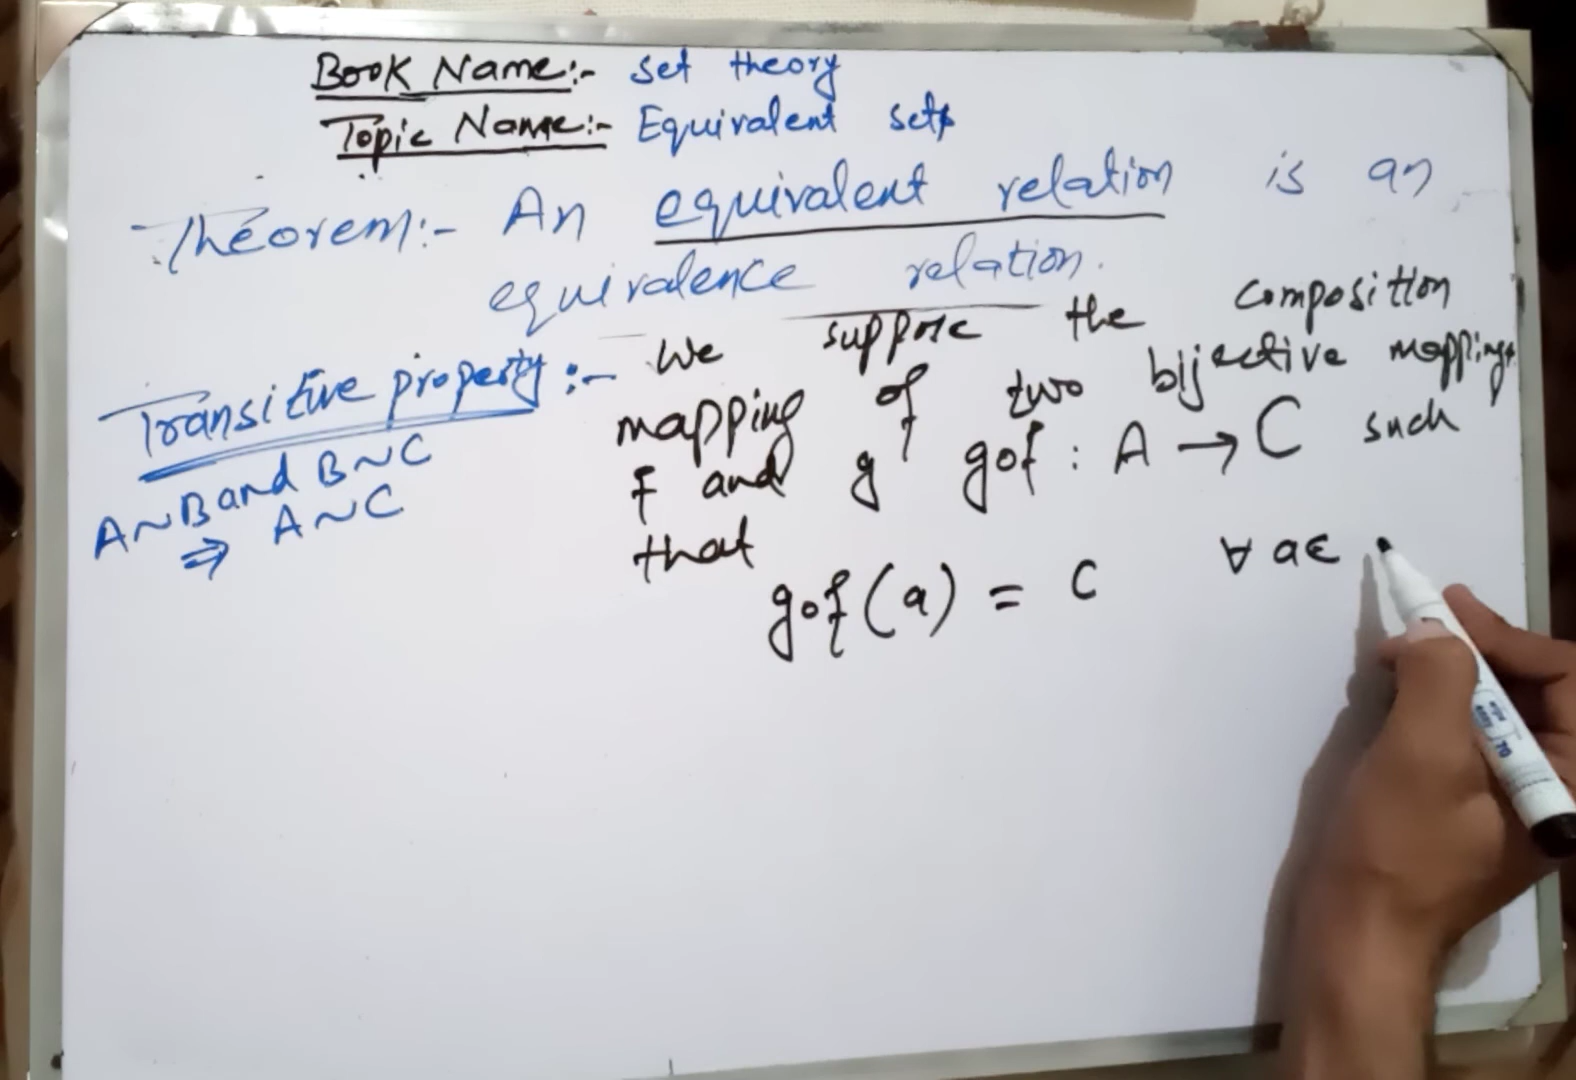 Book Name:- Set theory
Topic Name:- Equivalent sets
Theorem:- An equivalent relation is an
equivalence relation.
Transitive property:- We suppose the composition
mapping of two bijective mappings
f and g gof : A → C such
that
A~B and B~C
⇒ A~C
gof(a) = c ∀ a∈